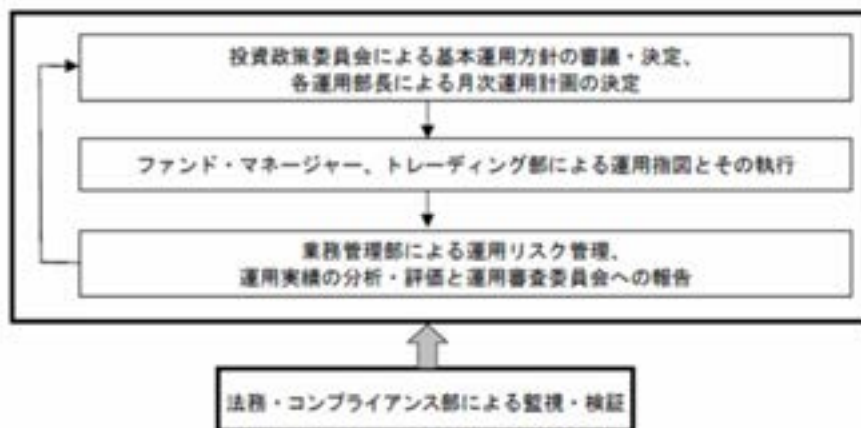 投資政策委員会による基本運用方針の審議・決定、
各運用部長による月次運用計画の決定
ファンド・マネージャー、トレーディング部による運用指図とその執行
業務管理部による運用リスク管理、
運用実績の分析・評価と運用審査委員会への報告
法務・コンプライアンス部による監視・検証